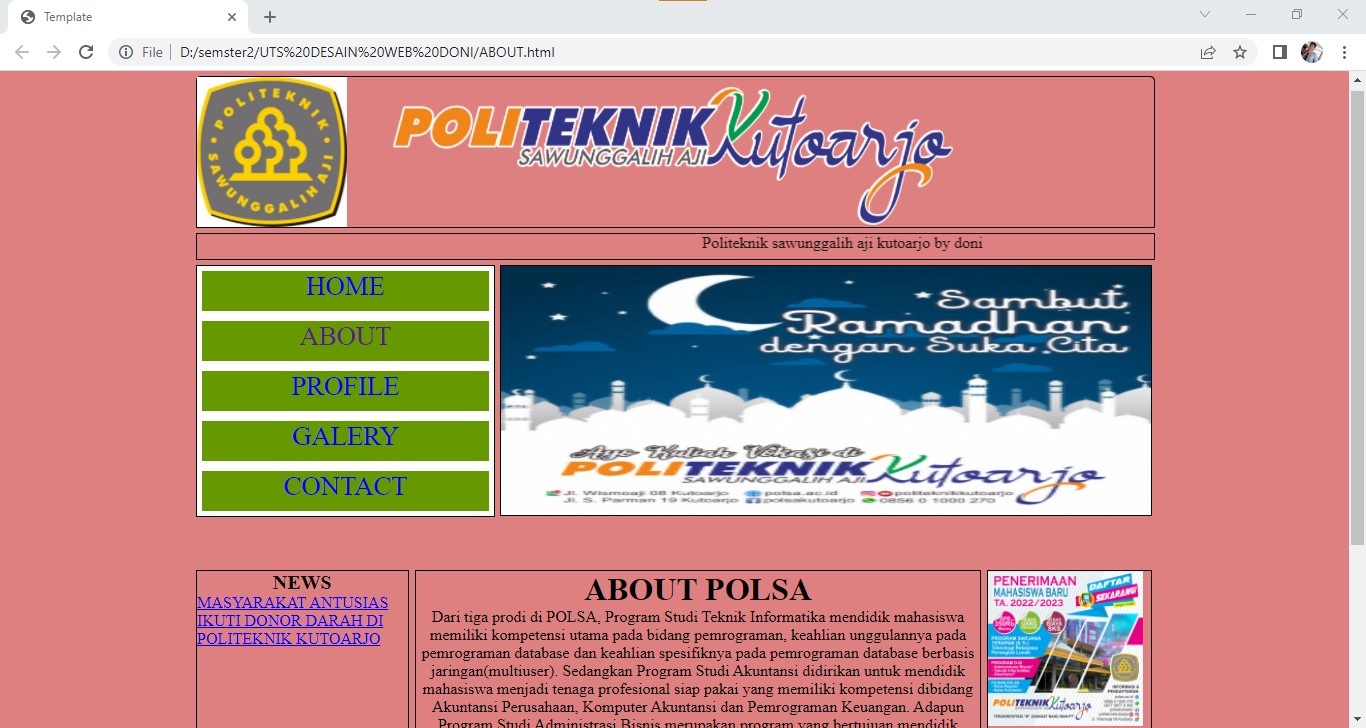 Template
File
D:/semster2/UTS%20DESAIN%20WEB%20DONI/ABOUT.html
POLITEKNIK
SAWUNGGALIH AJI
POLITEKNIK Kutoarjo
SAWUNGGALIH AJI
Politeknik sawunggalih aji kutoarjo by doni
HOME
ABOUT
PROFILE
GALERY
CONTACT
Sambut
Ramadhan
dengan Suka Cita
Ayo Kuliah Vokasi di
POLITEKNIK Kutoarjo
SAWUNGGALIH AJI
Jl. Wismoaji 08 Kutoarjo polsa.ac.id politeknikkutoarjo
Jl. S. Parman 19 Kutoarjo polsakutoarjo 0856 0 1000 270
NEWS
MASYARAKAT ANTUSIAS
IKUTI DONOR DARAH DI
POLITEKNIK KUTOARJO
ABOUT POLSA
Dari tiga prodi di POLSA, Program Studi Teknik Informatika mendidik mahasiswa
memiliki kompetensi utama pada bidang pemrograman, keahlian unggulannya pada
pemrograman database dan keahlian spesifiknya pada pemrograman database berbasis
jaringan(multiuser). Sedangkan Program Studi Akuntansi didirikan untuk mendidik
mahasiswa menjadi tenaga profesional siap pakai yang memiliki kompetensi dibidang
Akuntansi Perusahaan, Komputer Akuntansi dan Pemrograman Keuangan. Adapun
Program Studi Administrasi Bisnis merupakan program yang bertujuan mendidik
PENERIMAAN
MAHASISWA BARU
TA. 2022/2023
DAFTAR
SEKARANG!
POLITEKNIK Kutoarjo